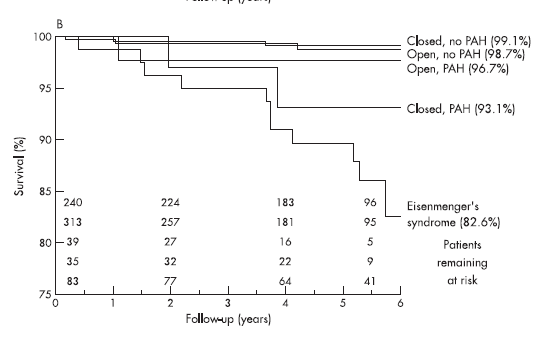 Follow-up (years)
B
100
95
90
85
80
75
Survival (%)
Closed, no PAH (99.1%)
Open, no PAH (98.7%)
Open, PAH (96.7%)
Closed, PAH (93.1%)
Eisenmenger's
syndrome (82.6%)
240 224 183 96
313 257 181 95
39 27 16 5
35 32 22 9
83 77 64 41
Patients
remaining
at risk
0 1 2 3 4 5 6
Follow-up (years)